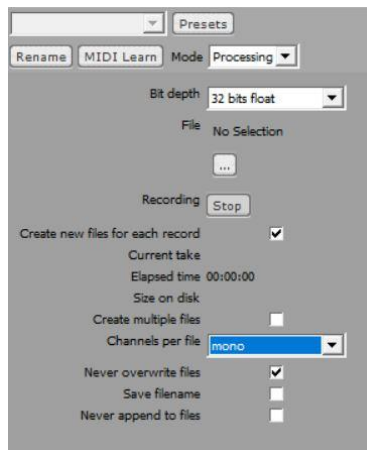 Presets
Rename MIDI Learn Mode Processing
Bit depth 32 bits float
File No Selection
...
Recording Stop
Create new files for each record
Current take
Elapsed time 00:00:00
Size on disk
Create multiple files
Channels per file mono
Never overwrite files
Save filename
Never append to files